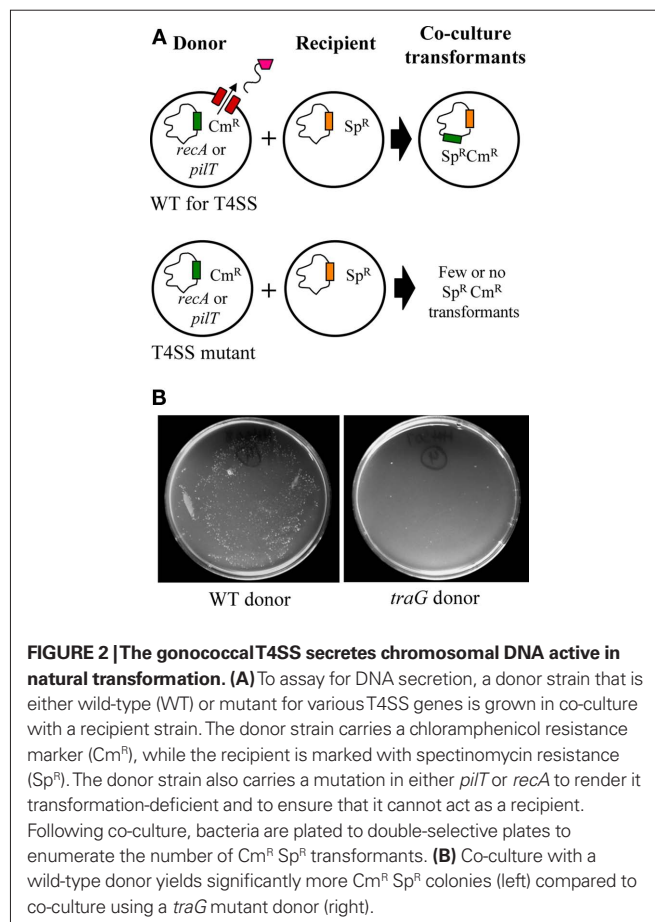 A
Donor
Recipient
Co-culture
transformants
Cm^R
recA or
pilT
+
Sp^R
Sp^R Cm^R
WT for T4SS
Cm^R
recA or
pilT
+
Sp^R
Few or no
Sp^R Cm^R
transformants
T4SS mutant
B
WT donor
traG donor
FIGURE 2 | The gonococcal T4SS secretes chromosomal DNA active in
natural transformation. (A) To assay for DNA secretion, a donor strain that is
either wild-type (WT) or mutant for various T4SS genes is grown in co-culture
with a recipient strain. The donor strain carries a chloramphenicol resistance
marker (Cm^R), while the recipient is marked with spectinomycin resistance
(Sp^R). The donor strain also carries a mutation in either pilT or recA to render it
transformation-deficient and to ensure that it cannot act as a recipient.
Following co-culture, bacteria are plated to double-selective plates to
enumerate the number of Cm^R Sp^R transformants. (B) Co-culture with a
wild-type donor yields significantly more Cm^R Sp^R colonies (left) compared to
co-culture using a traG mutant donor (right).